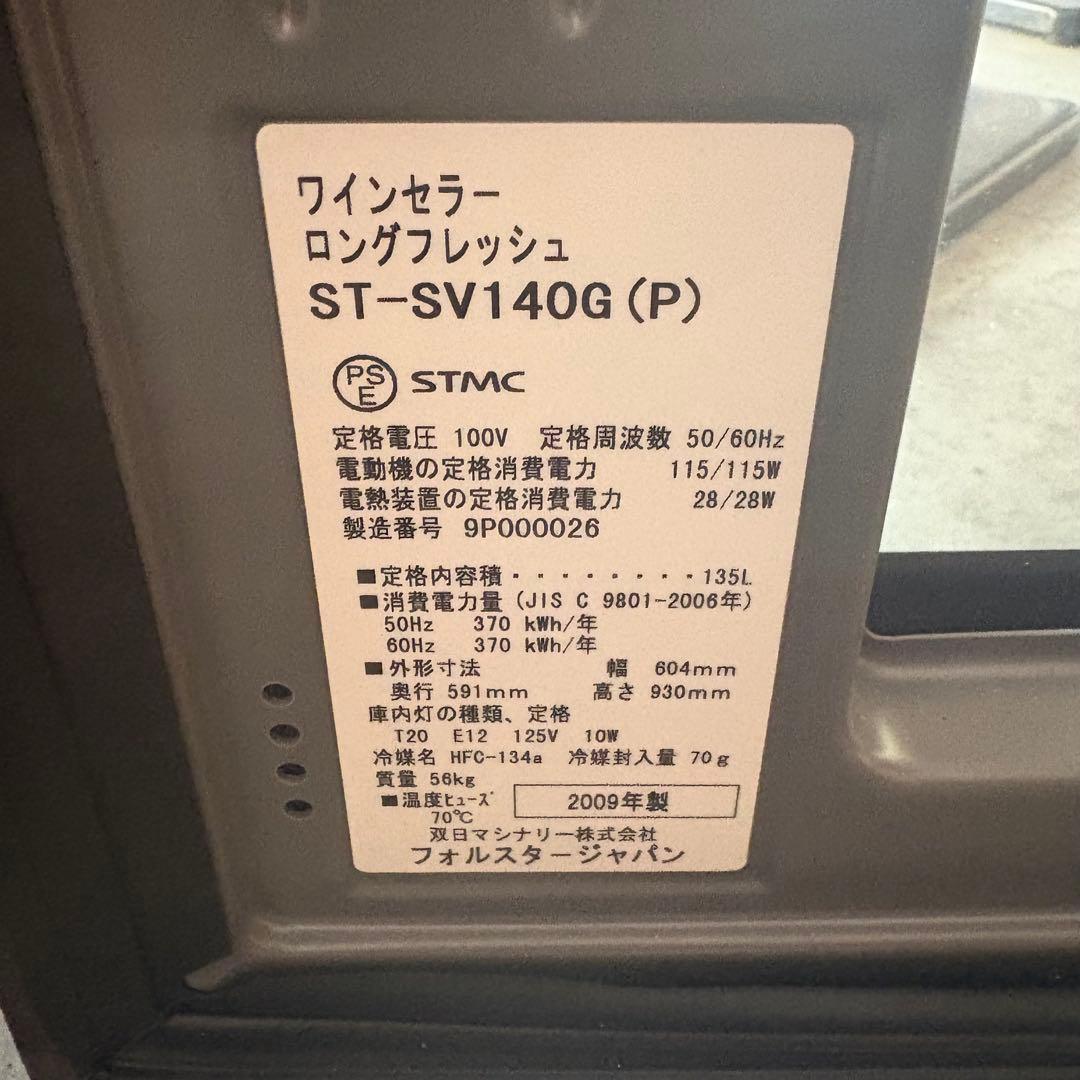 ワインセラー
ロングフレッシュ
ST-SV140G(P)
PSE STMC
定格電圧 100V 定格周波数 50/60Hz
電動機の定格消費電力 115/115W
電熱装置の定格消費電力 28/28W
製造番号 9P000026
■定格内容積・・・・・・・・135L
■消費電力量(JIS C 9801-2006年)
50Hz 370 kWh/年
60Hz 370 kWh/年
■外形寸法 幅 604mm
奥行 591mm 高さ 930mm
庫内灯の種類、定格
T20 E12 125V 10W
冷媒名 HFC-134a 冷媒封入量 70g
質量 56kg
■温度ヒューズ 2009年製
70℃
双日マシナリー株式会社
フォルスタージャパン